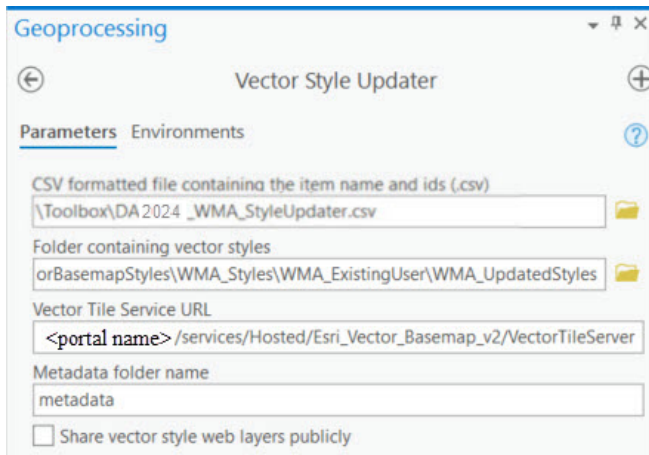 Geoprocessing
Vector Style Updater
Parameters Environments
CSV formatted file containing the item name and ids (.csv)
\Toolbox\DA2024 _WMA_StyleUpdater.csv
Folder containing vector styles
orBasemapStyles\WMA_Styles\WMA_ExistingUser\WMA_UpdatedStyles
Vector Tile Service URL
<portal name>/services/Hosted/Esri_Vector_Basemap_v2/VectorTileServer
Metadata folder name
metadata
Share vector style web layers publicly